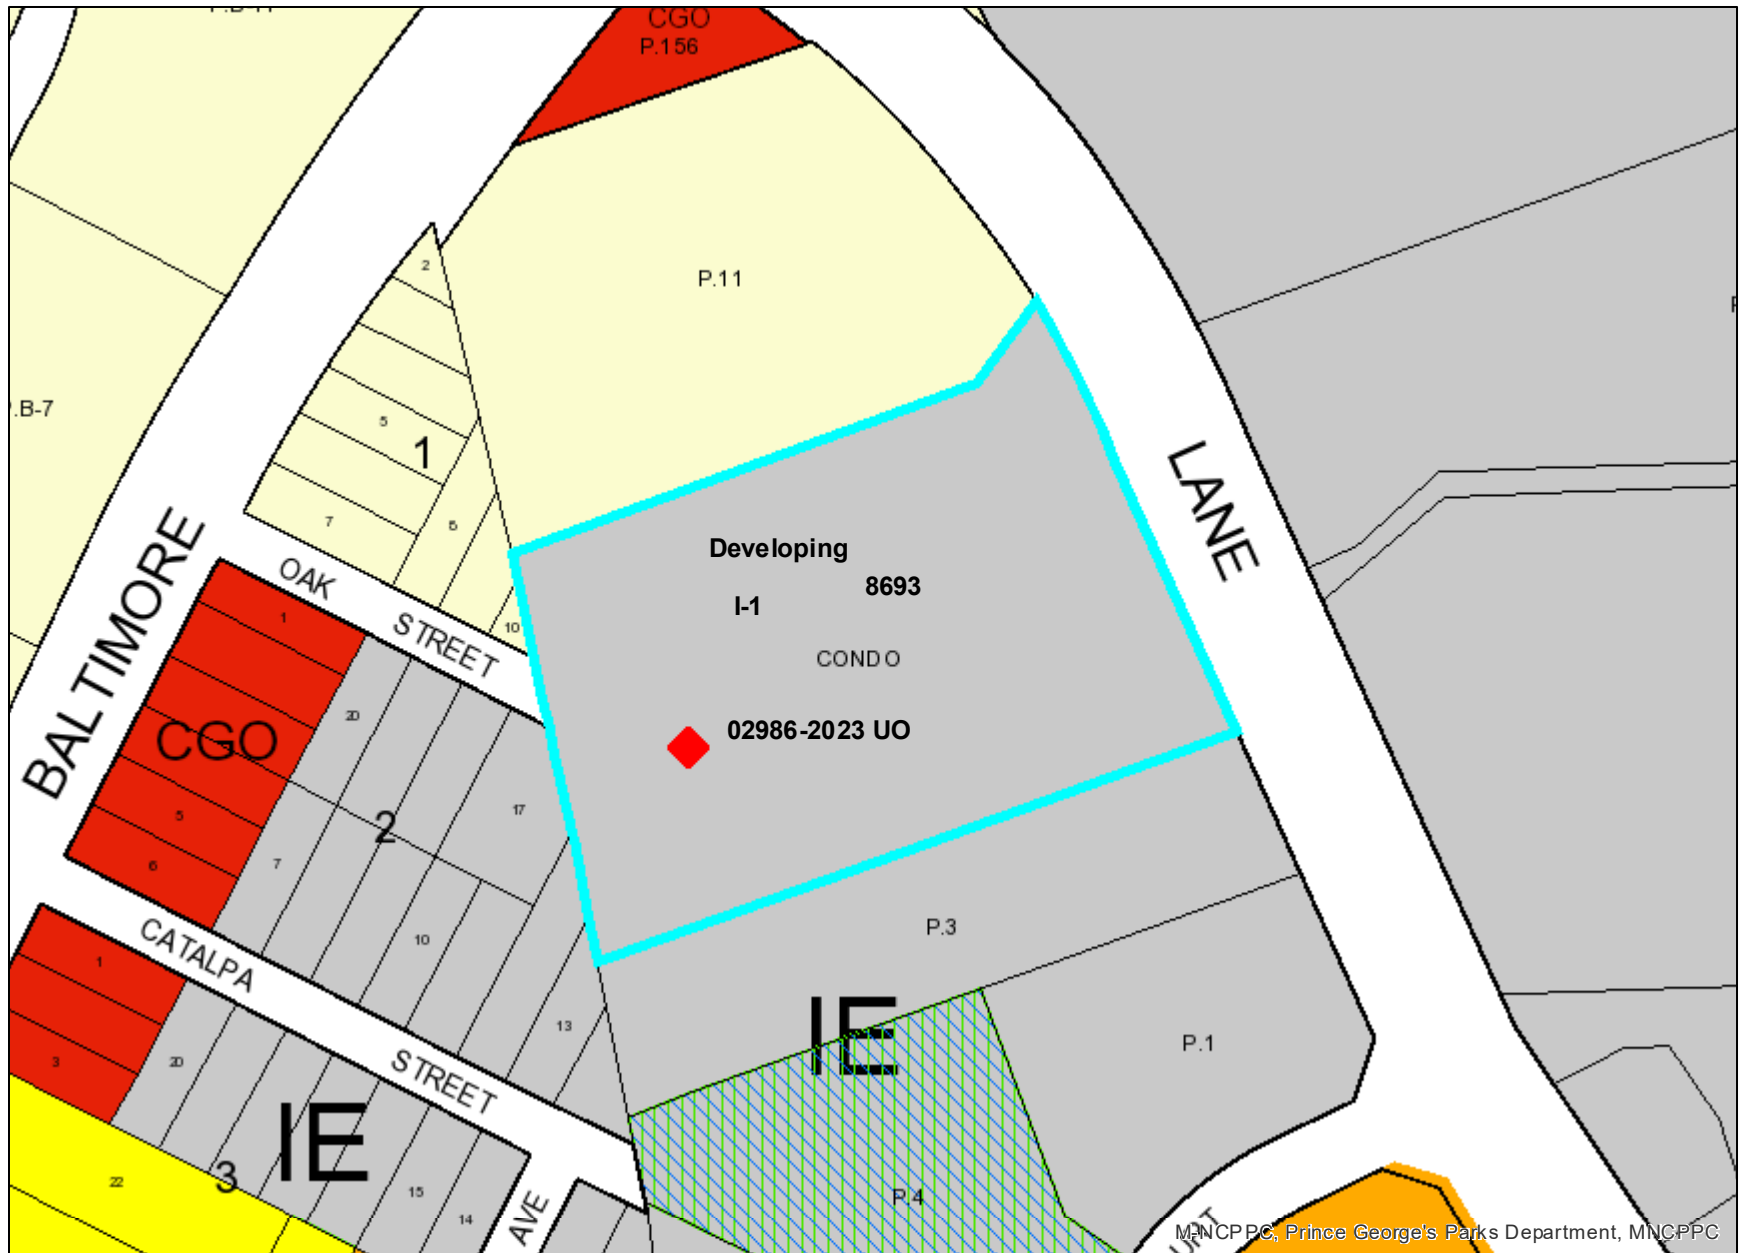 CGO
P.156
2
P.11
.B-7
5
1
7
6
10
LANE
BALTIMORE
OAK
STREET
Developing
8693
I-1
CONDO
02986-2023 UO
1
CGO
20
17
5
2
6
7
10
P.3
CATALPA
STREET
1
13
IE
P.1
3
20
IE
3
22
15
14
AVE
P.4
M-NCPPC, Prince George's Parks Department, MNCPPC